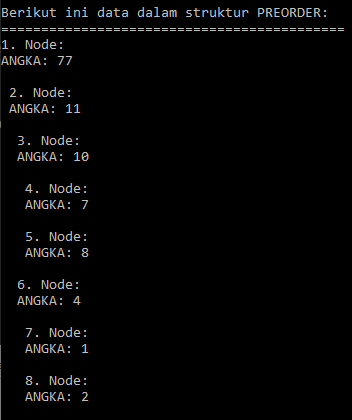 Berikut ini data dalam struktur PREORDER:
===========================================
1. Node:
ANGKA: 77
2. Node:
ANGKA: 11
3. Node:
ANGKA: 10
4. Node:
ANGKA: 7
5. Node:
ANGKA: 8
6. Node:
ANGKA: 4
7. Node:
ANGKA: 1
8. Node:
ANGKA: 2